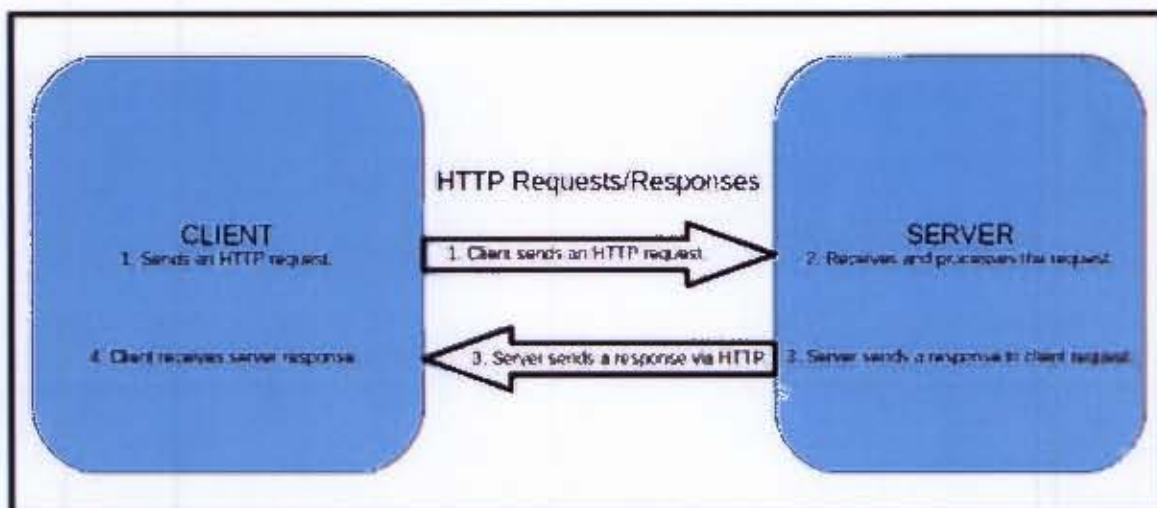 HTTP Requests/Responses
CLIENT
1. Sends an HTTP request.
4. Client receives server response
1. Client sends an HTTP request.
3. Server sends a response via HTTP
SERVER
2. Receives and processes the request.
3. Server sends a response to client request.